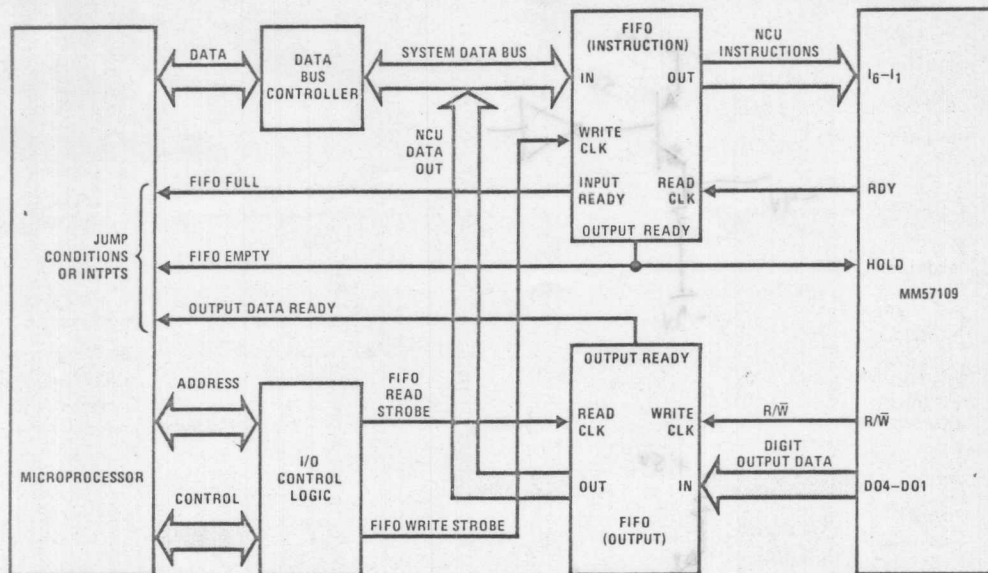 DATA
DATA
BUS
CONTROLLER
SYSTEM DATA BUS
FIFO
(INSTRUCTION)
IN
OUT
NCU
INSTRUCTIONS
I6–I1
NCU
DATA
OUT
WRITE
CLK
FIFO FULL
INPUT
READY
READ
CLK
RDY
OUTPUT READY
JUMP
CONDITIONS
OR INTPTS
FIFO EMPTY
HOLD
MM57109
OUTPUT DATA READY
OUTPUT READY
ADDRESS
FIFO
READ
STROBE
READ
CLK
WRITE
CLK
R/W̅
R/W̅
MICROPROCESSOR
I/O
CONTROL
LOGIC
DIGIT
OUTPUT DATA
OUT
IN
DO4–DO1
CONTROL
FIFO WRITE STROBE
FIFO
(OUTPUT)